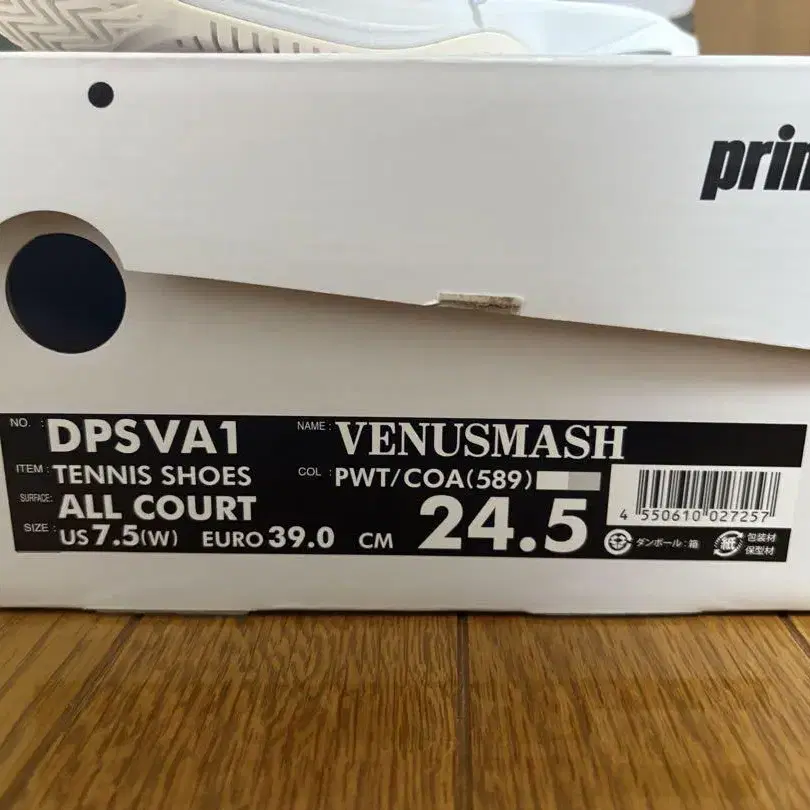 prin
NO. : DPSVA1
NAME : VENUSMASH
ITEM : TENNIS SHOES
COL : PWT/COA(589)
SURFACE: ALL COURT
SIZE : US 7.5(W) EURO 39.0 CM 24.5
4 550610 027257
ダンボール : 箱
紙 包装材
保型材